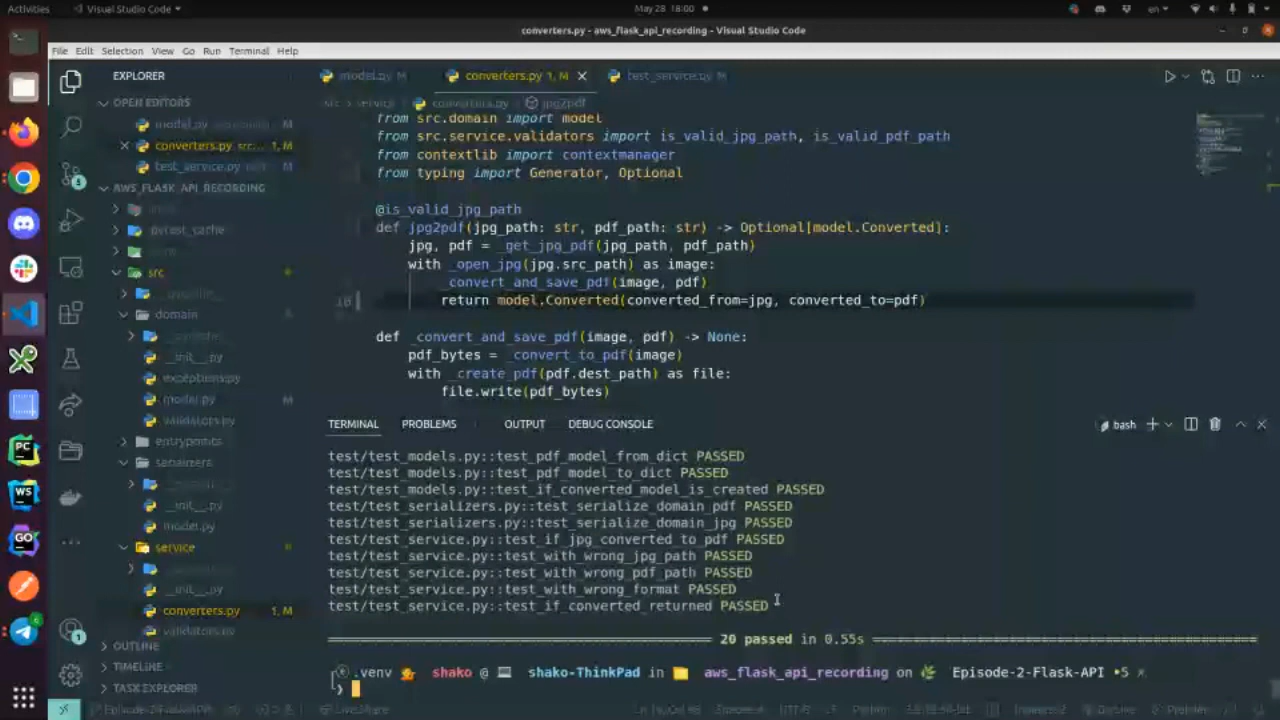 Activities Visual Studio Code May 28 18:00 en
converters.py - aws_flask_api_recording - Visual Studio Code
File Edit Selection View Go Run Terminal Help
EXPLORER
model.py M converters.py 1, M test_service.py M
OPEN EDITORS
src service converters.py jpg2pdf
model.py M
converters.py src... 1, M
test_service.py M
AWS_FLASK_API_RECORDING
.pytest_cache
src
domain
__init__.py
exceptions.py
model.py M
validators.py
entrypoints
serializers
__init__.py
model.py
service
__init__.py
converters.py 1, M
validators.py
OUTLINE
TIMELINE
TASK EXPLORER
from src.domain import model
from src.service.validators import is_valid_jpg_path, is_valid_pdf_path
from contextlib import contextmanager
from typing import Generator, Optional
@is_valid_jpg_path
def jpg2pdf(jpg_path: str, pdf_path: str) -> Optional[model.Converted]:
jpg, pdf = _get_jpg_pdf(jpg_path, pdf_path)
with _open_jpg(jpg.src_path) as image:
_convert_and_save_pdf(image, pdf)
return model.Converted(converted_from=jpg, converted_to=pdf)
def _convert_and_save_pdf(image, pdf) -> None:
pdf_bytes = _convert_to_pdf(image)
with _create_pdf(pdf.dest_path) as file:
file.write(pdf_bytes)
TERMINAL PROBLEMS 1 OUTPUT DEBUG CONSOLE bash
test/test_models.py::test_pdf_model_from_dict PASSED
test/test_models.py::test_pdf_model_to_dict PASSED
test/test_models.py::test_if_converted_model_is_created PASSED
test/test_serializers.py::test_serialize_domain_pdf PASSED
test/test_serializers.py::test_serialize_domain_jpg PASSED
test/test_service.py::test_if_jpg_converted_to_pdf PASSED
test/test_service.py::test_with_wrong_jpg_path PASSED
test/test_service.py::test_with_wrong_pdf_path PASSED
test/test_service.py::test_with_wrong_format PASSED
test/test_service.py::test_if_converted_returned PASSED
20 passed in 0.55s
.venv shako @ shako-ThinkPad in aws_flask_api_recording on Episode-2-Flask-API •5
Episode-2-Flask-API LiveShare Python